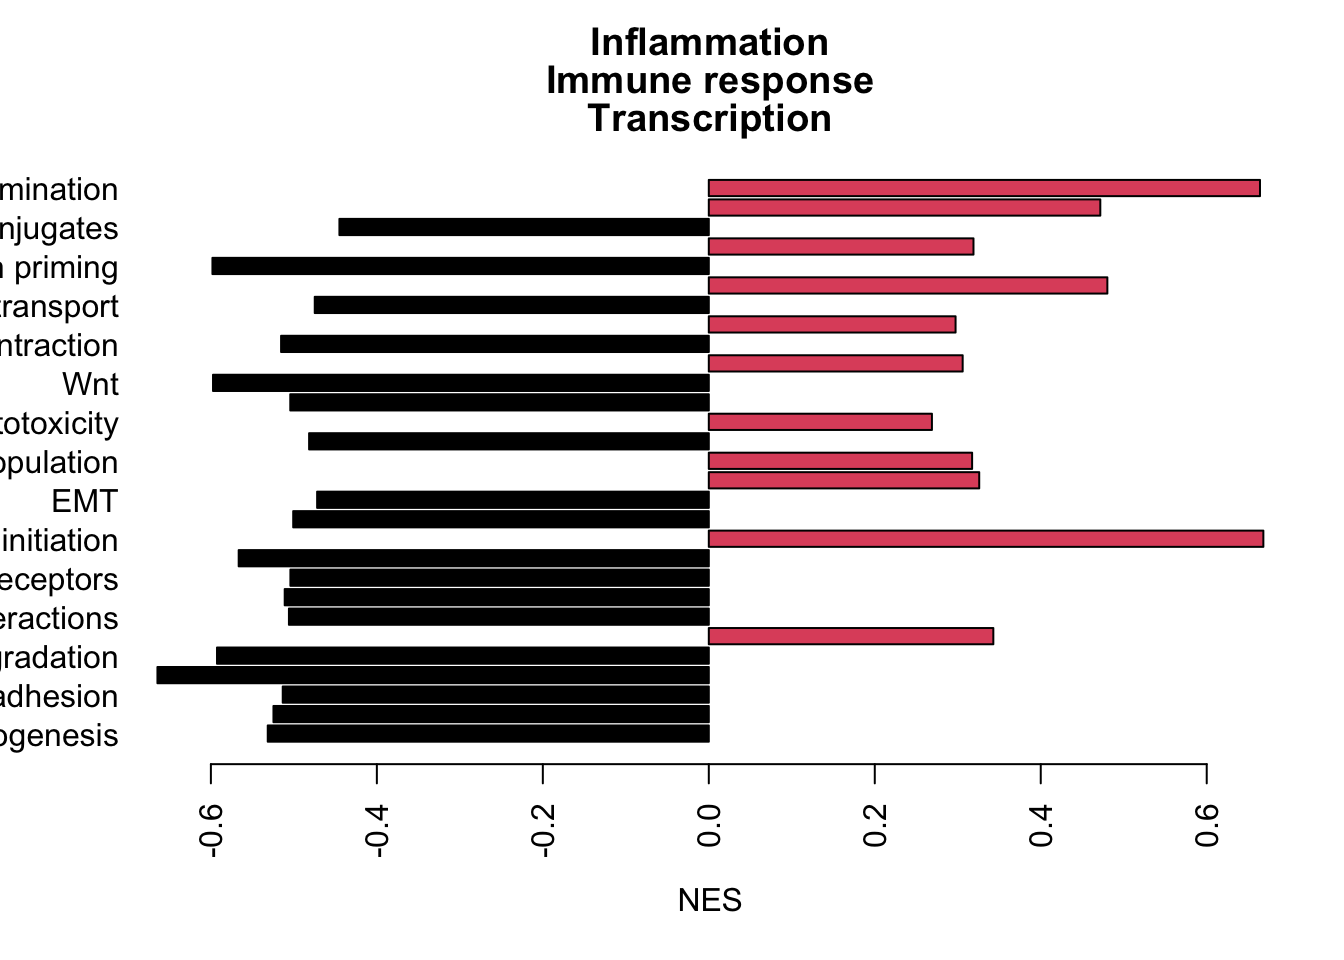 Inflammation
Immune response
Transcription
mination
njugates
priming
transport
ntraction
Wnt
totoxicity
opulation
EMT
initiation
eceptors
eractions
gradation
adhesion
ogenesis
-0.6 -0.4 -0.2 0.0 0.2 0.4 0.6
NES